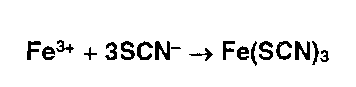 Fe³⁺ + 3SCN⁻ → Fe(SCN)₃